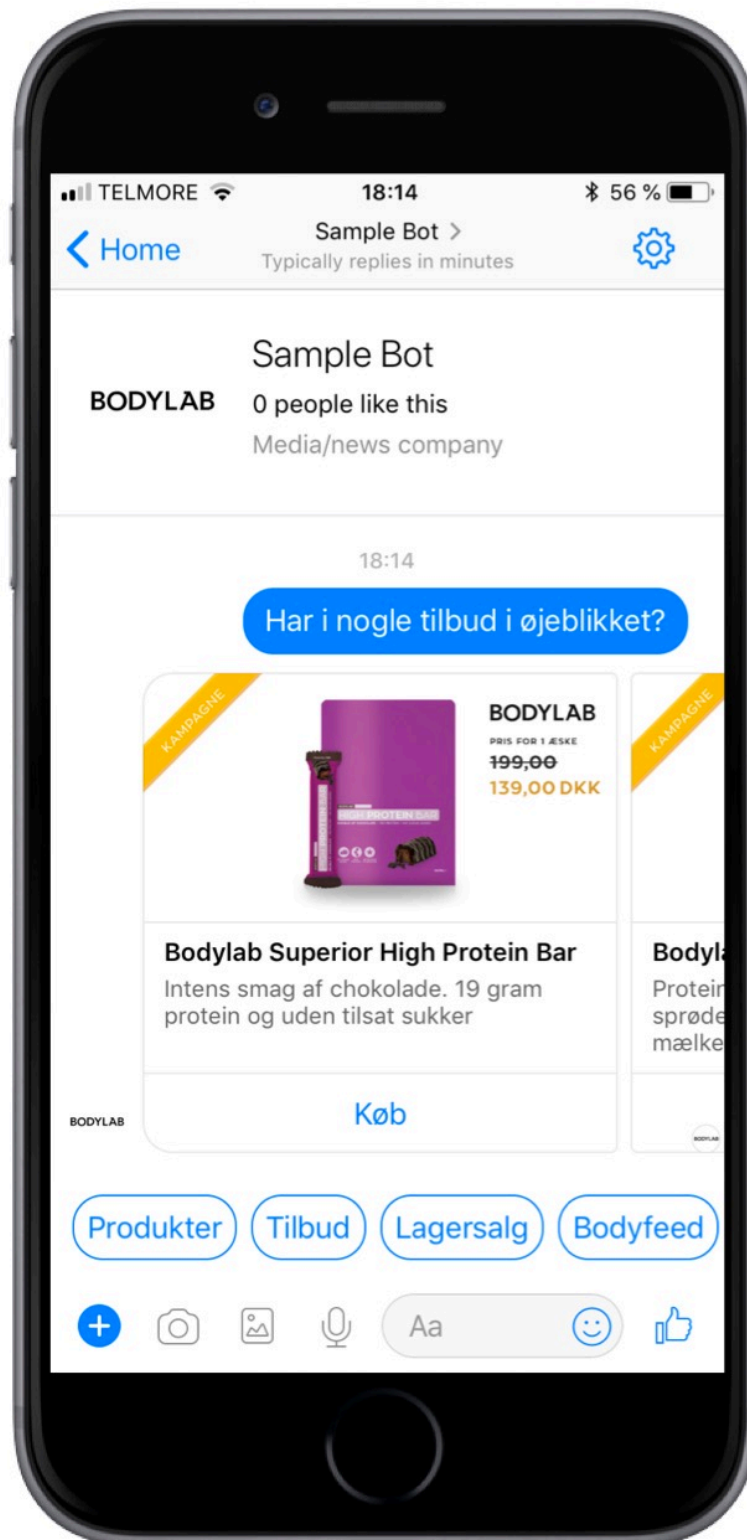 TELMORE
18:14
56 %
Home
Sample Bot >
Typically replies in minutes
BODYLAB
Sample Bot
0 people like this
Media/news company
18:14
Har i nogle tilbud i øjeblikket?
KAMPAGNE
BODYLAB
PRIS FOR 1 ÆSKE
199,00
139,00 DKK
HIGH PROTEIN BAR
Bodylab Superior High Protein Bar
Intens smag af chokolade. 19 gram
protein og uden tilsat sukker
Køb
KAMPAGNE
Bodyla
Protein
sprøde
mælke
BODYLAB
BODYLAB
Produkter
Tilbud
Lagersalg
Bodyfeed
Aa